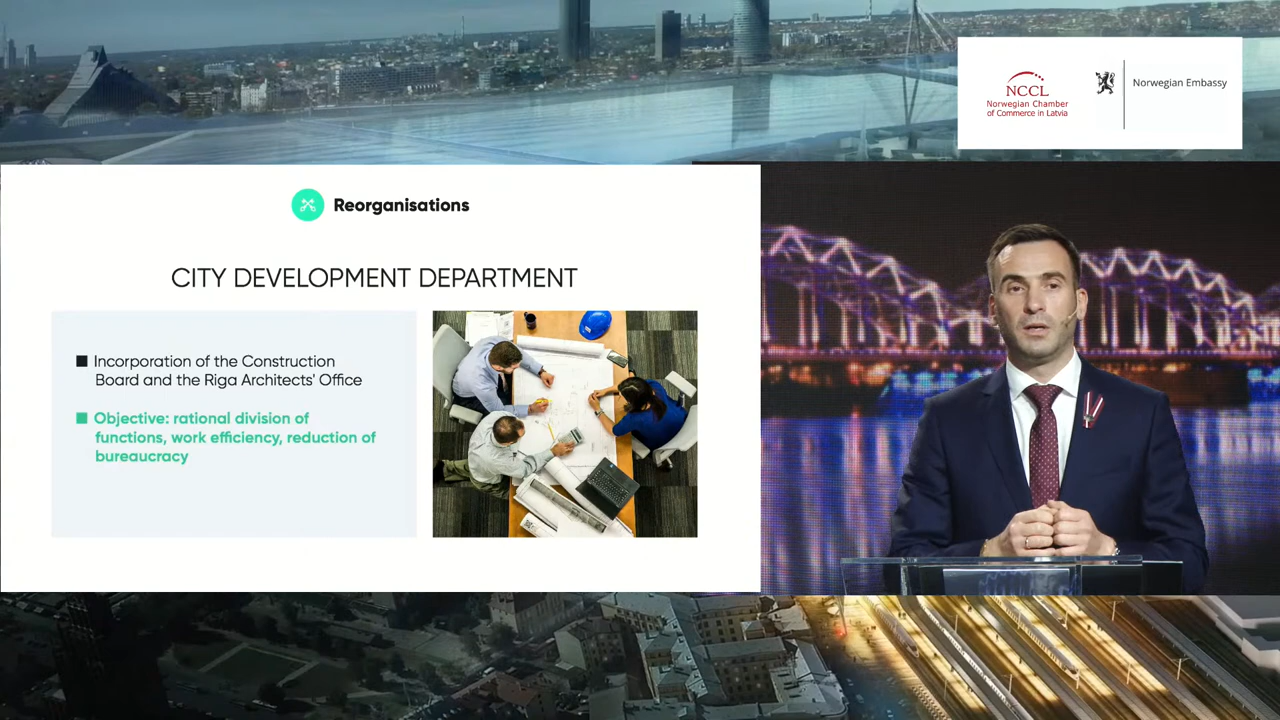 NCCL
Norwegian Chamber
of Commerce in Latvia
Norwegian Embassy
Reorganisations
CITY DEVELOPMENT DEPARTMENT
Incorporation of the Construction
Board and the Riga Architects' Office
Objective: rational division of
functions, work efficiency, reduction of
bureaucracy